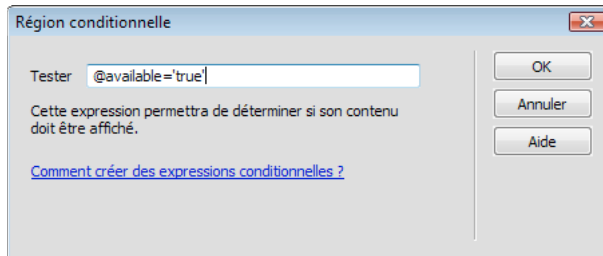 Région conditionnelle
Tester @available='true'
OK
Cette expression permettra de déterminer si son contenu
doit être affiché.
Annuler
Aide
Comment créer des expressions conditionnelles ?